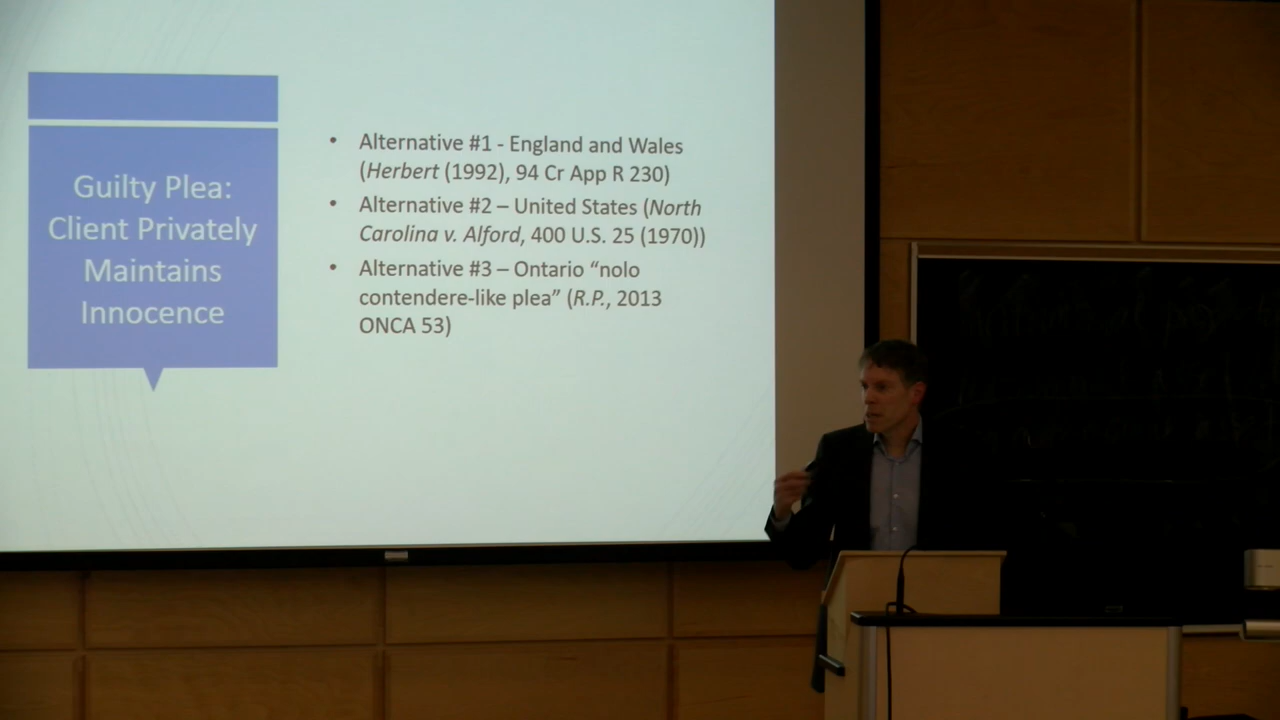 Guilty Plea:
Client Privately
Maintains
Innocence
• Alternative #1 - England and Wales
(Herbert (1992), 94 Cr App R 230)
• Alternative #2 – United States (North
Carolina v. Alford, 400 U.S. 25 (1970))
• Alternative #3 – Ontario “nolo
contendere-like plea” (R.P., 2013
ONCA 53)